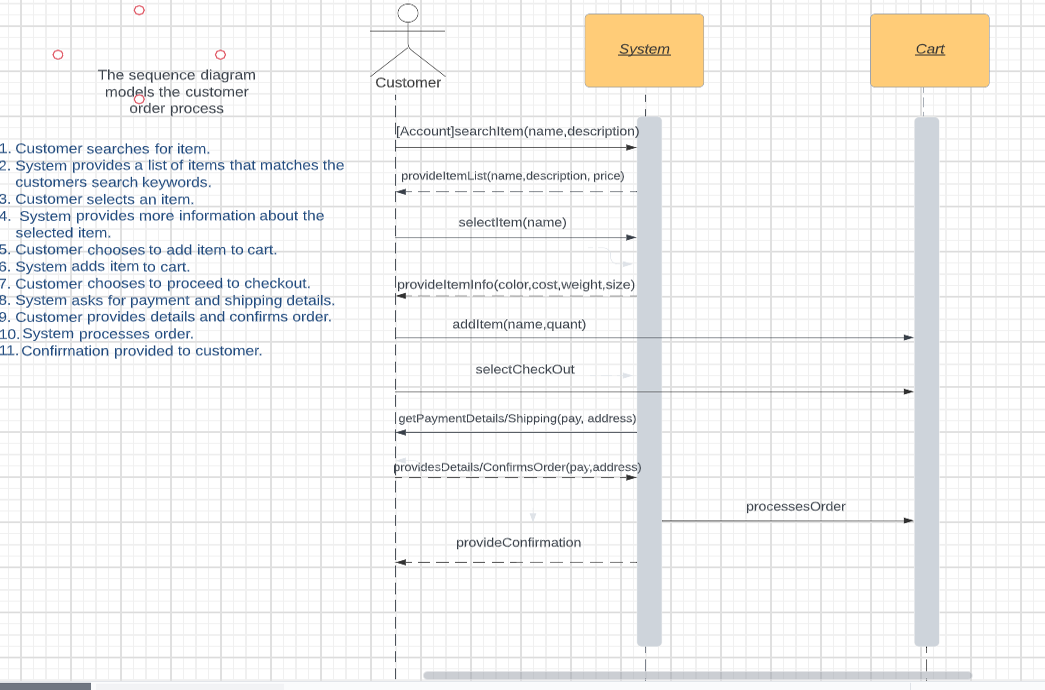 The sequence diagram
models the customer
order process
1. Customer searches for item.
2. System provides a list of items that matches the
customers search keywords.
3. Customer selects an item.
4. System provides more information about the
selected item.
5. Customer chooses to add item to cart.
6. System adds item to cart.
7. Customer chooses to proceed to checkout.
8. System asks for payment and shipping details.
9. Customer provides details and confirms order.
10. System processes order.
11. Confirmation provided to customer.
Customer
System
Cart
[Account]searchItem(name,description)
provideItemList(name,description, price)
selectItem(name)
provideItemInfo(color,cost,weight,size)
addItem(name,quant)
selectCheckOut
getPaymentDetails/Shipping(pay, address)
providesDetails/ConfirmsOrder(pay,address)
processesOrder
provideConfirmation